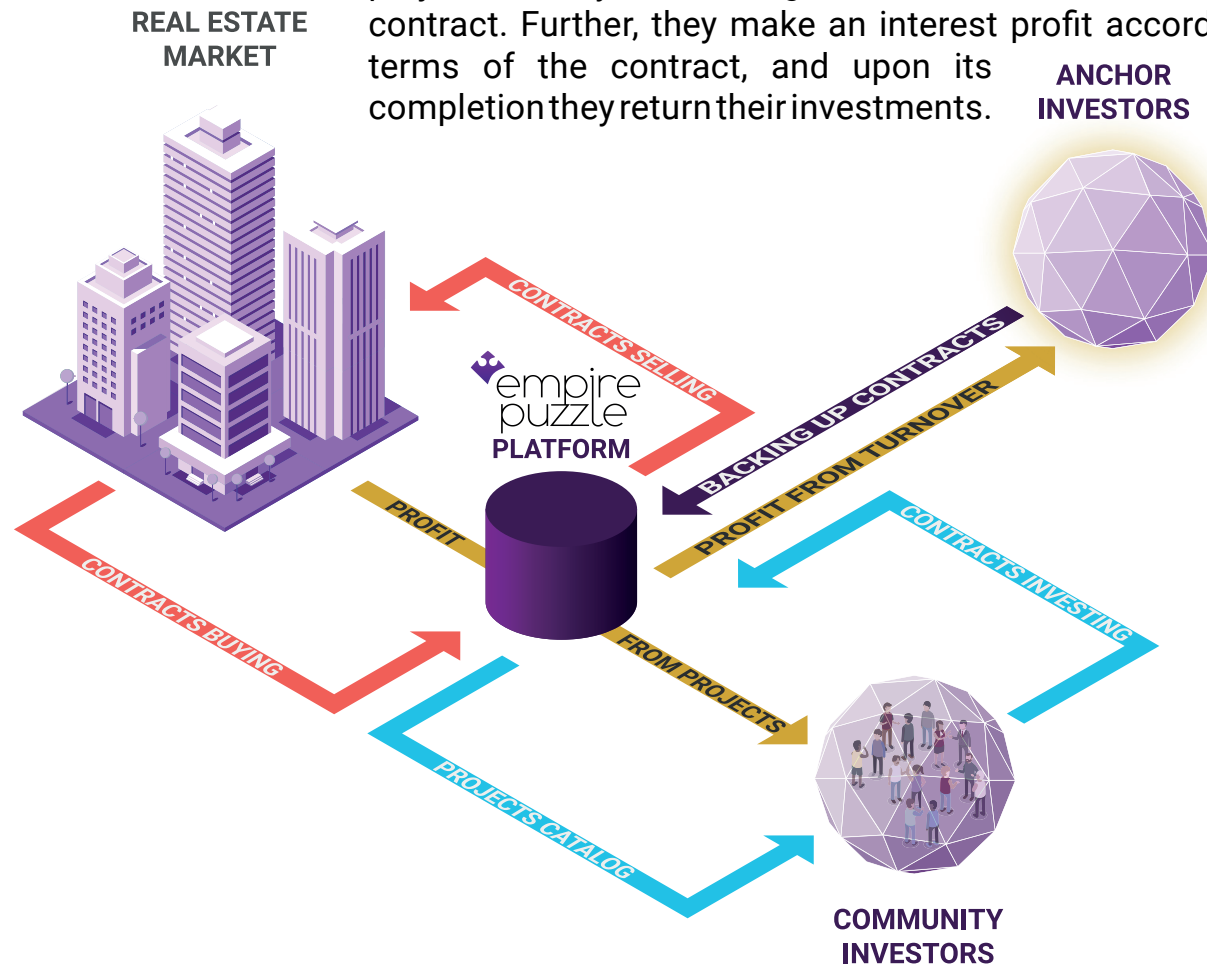 REAL ESTATE
MARKET
contract. Further, they make an interest profit accord
terms of the contract, and upon its
completion they return their investments.
ANCHOR
INVESTORS
CONTRACTS SELLING
empire
puzzle
PLATFORM
BACKING UP CONTRACTS
PROFIT FROM TURNOVER
PROFIT
CONTRACTS INVESTING
CONTRACTS BUYING
FROM PROJECTS
PROJECTS CATALOG
COMMUNITY
INVESTORS